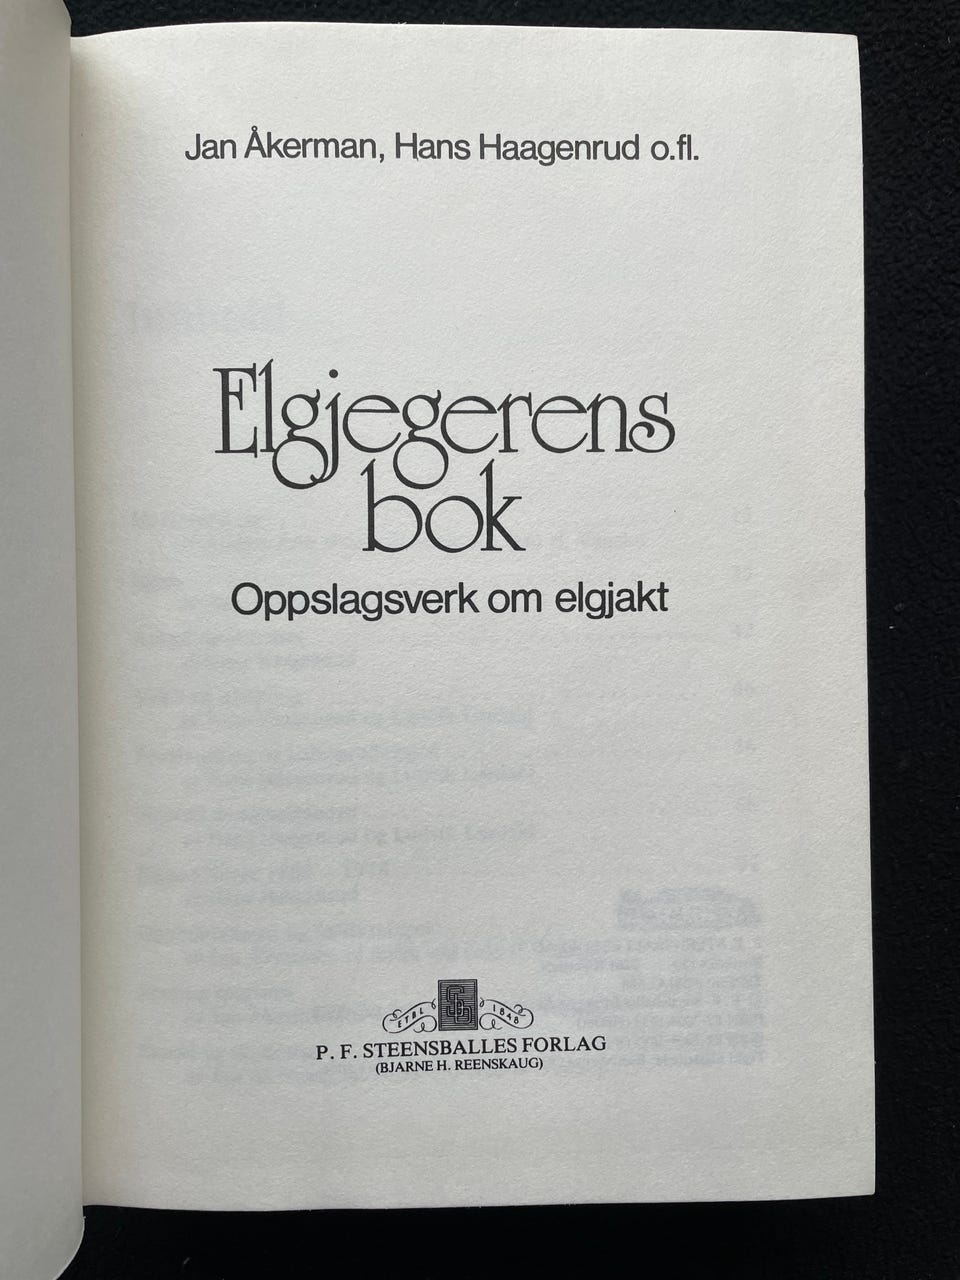 Jan Åkerman, Hans Haagenrud o.fl.
Elgjegerens
bok
Oppslagsverk om elgjakt
ETBL 1848
P. F. STEENSBALLES FORLAG
(BJARNE H. REENSKAUG)